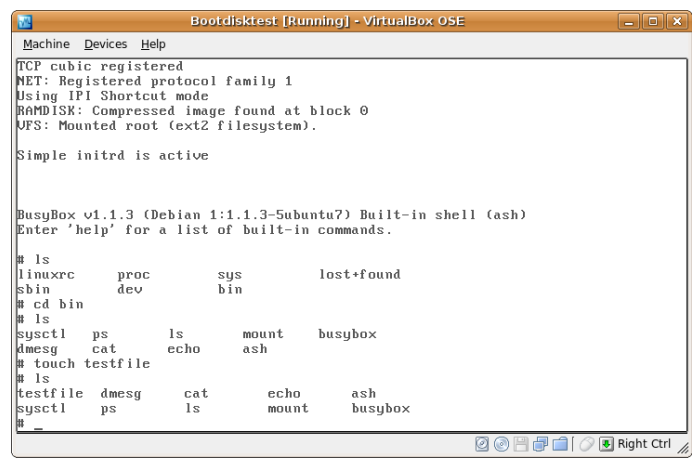 Bootdisktest [Running] - VirtualBox OSE
Machine Devices Help
TCP cubic registered
NET: Registered protocol family 1
Using IPI Shortcut mode
RAMDISK: Compressed image found at block 0
VFS: Mounted root (ext2 filesystem).
Simple initrd is active
BusyBox v1.1.3 (Debian 1:1.1.3-5ubuntu7) Built-in shell (ash)
Enter 'help' for a list of built-in commands.
# ls
linuxrc proc sys lost+found
sbin dev bin
# cd bin
# ls
sysctl ps ls mount busybox
dmesg cat echo ash
# touch testfile
# ls
testfile dmesg cat echo ash
sysctl ps ls mount busybox
# _
Right Ctrl